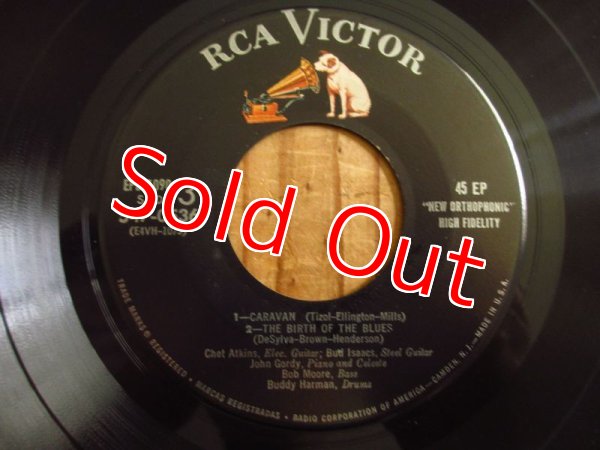 RCA VICTOR
45 EP
"NEW ORTHOPHONIC"
HIGH FIDELITY
Sold Out
1—CARAVAN (Tizol-Ellington-Mills)
2—THE BIRTH OF THE BLUES
(DeSylva-Brown-Henderson)
Chet Atkins, Elec. Guitar; Bud Isaacs, Steel Guitar
John Gordy, Piano and Celeste
Bob Moore, Bass
Buddy Harman, Drums
TRADE MARKS ® REGISTERED • MARCAS REGISTRADAS • RADIO CORPORATION OF AMERICA—CAMDEN, N.J.—MADE IN U.S.A.